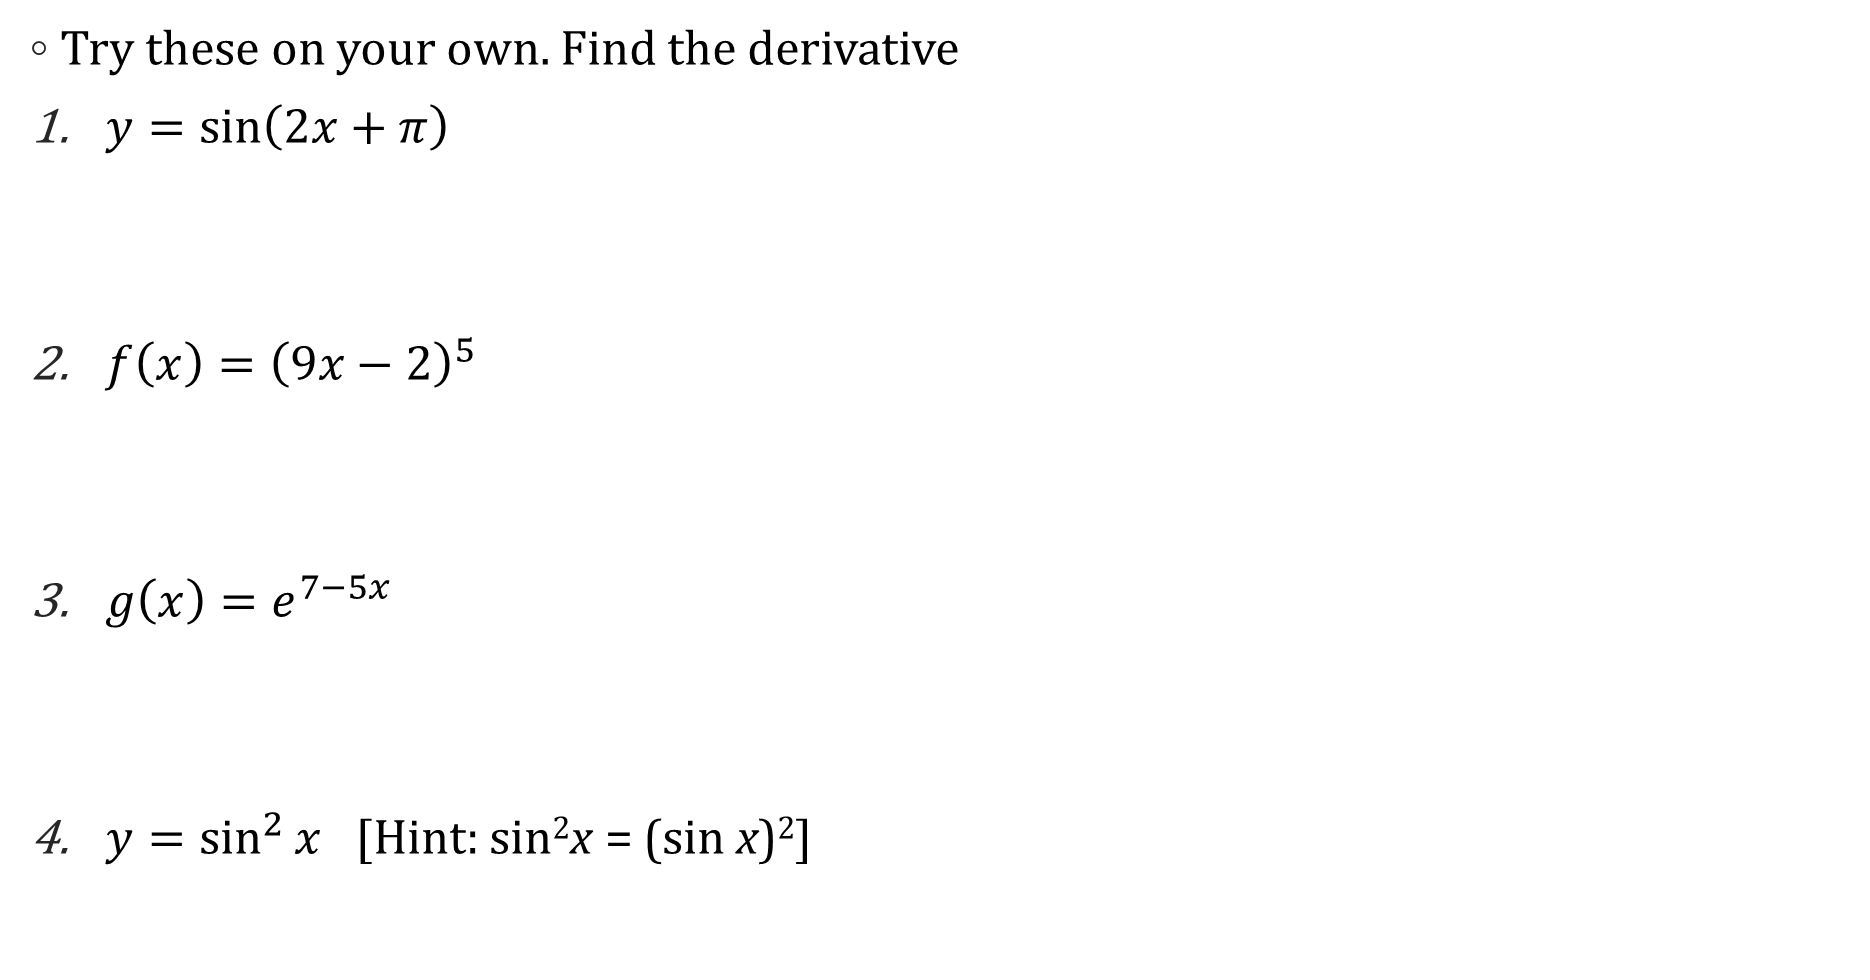 ◦ Try these on your own. Find the derivative
1. y = sin(2x + π)
2. f(x) = (9x − 2)⁵
3. g(x) = e⁷⁻⁵ˣ
4. y = sin² x [Hint: sin²x = (sin x)²]